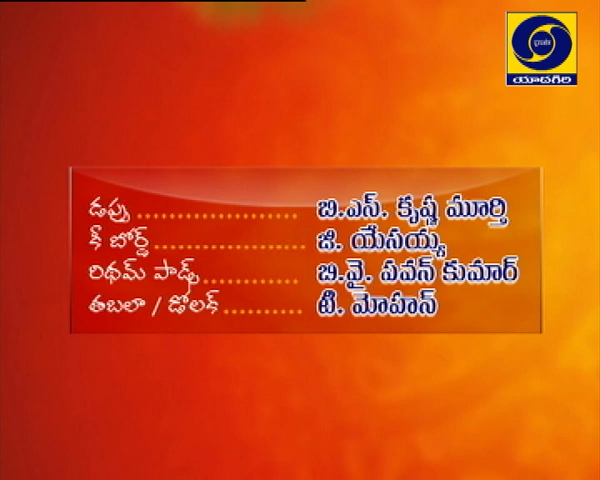 యాదగిరి
డప్పు ...................... బి.ఎస్. కృష్ణ మూర్తి
కీ బోర్డ్ ..................... జి. యేసయ్య
రిథమ్ పాడ్స్ ............. బి.వై. పవన్ కుమార్
తబలా / డోలక్ .......... టి. మోహన్